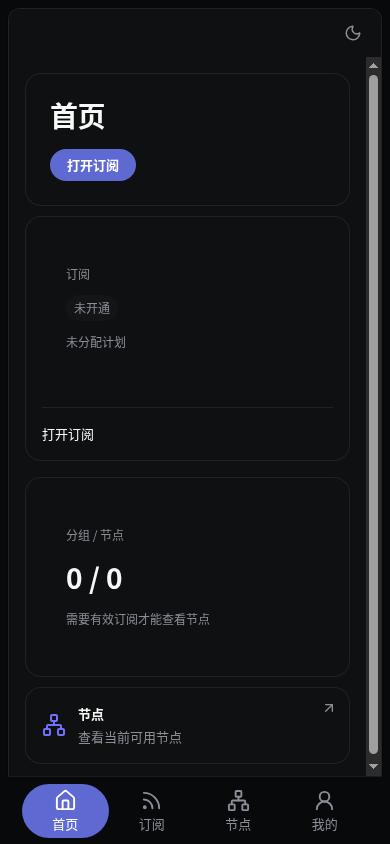 首页
打开订阅
订阅
未开通
未分配计划
打开订阅
分组 / 节点
0 / 0
需要有效订阅才能查看节点
节点
查看当前可用节点
首页
订阅
节点
我的